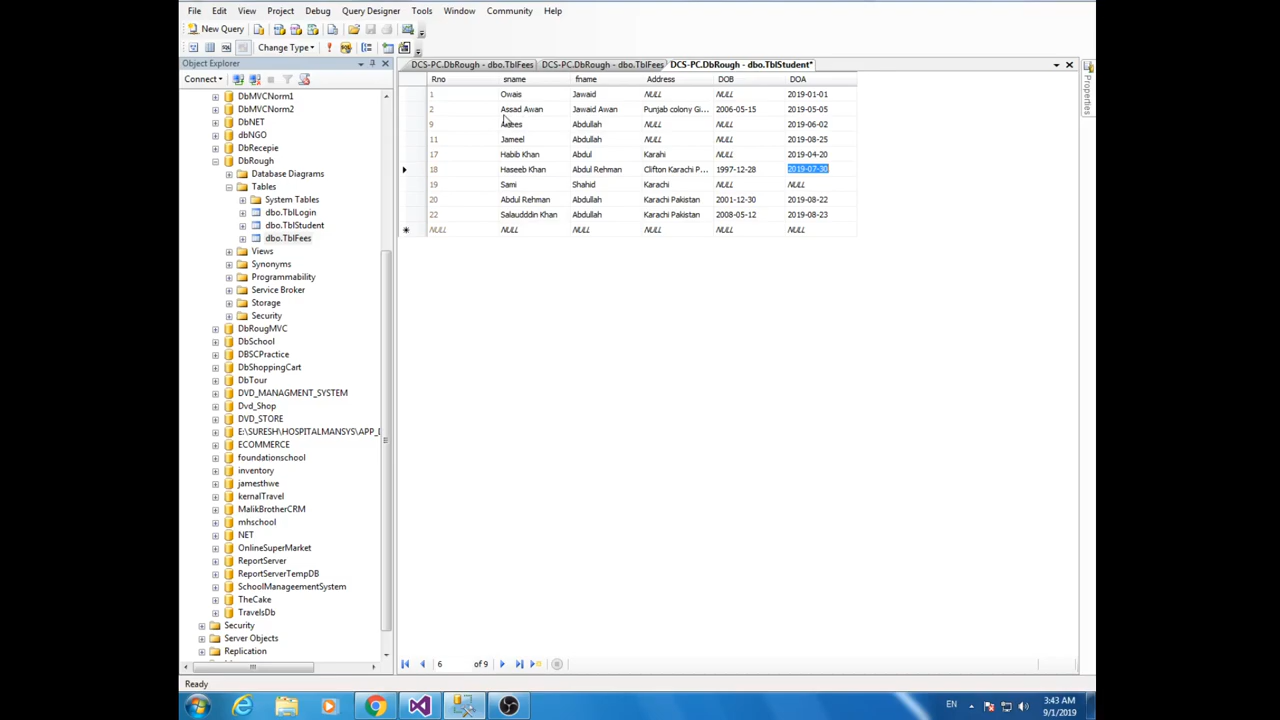 File Edit View Project Debug Query Designer Tools Window Community Help
New Query
Change Type
Object Explorer
Connect
DbMVCNorm1
DbMVCNorm2
DbNET
dbNGO
DbRecepie
DbRough
Database Diagrams
Tables
System Tables
dbo.TblLogin
dbo.TblStudent
dbo.TblFees
Views
Synonyms
Programmability
Service Broker
Storage
Security
DbRougMVC
DbSchool
DBSCPractice
DbShoppingCart
DbTour
DVD_MANAGMENT_SYSTEM
Dvd_Shop
DVD_STORE
E:\SURESH\HOSPITALMANSYS\APP_D
ECOMMERCE
foundationschool
inventory
jamesthwe
kernalTravel
MalikBrotherCRM
mhschool
NET
OnlineSuperMarket
ReportServer
ReportServerTempDB
SchoolManageementSystem
TheCake
TravelsDb
Security
Server Objects
Replication
DCS-PC.DbRough - dbo.TblFees DCS-PC.DbRough - dbo.TblFees DCS-PC.DbRough - dbo.TblStudent*
Rno sname fname Address DOB DOA
1 Owais Jawaid NULL NULL 2019-01-01
2 Assad Awan Jawaid Awan Punjab colony Gi... 2006-05-15 2019-05-05
9 Abdullah NULL NULL 2019-06-02
11 Jameel Abdullah NULL NULL 2019-08-25
17 Habib Khan Abdul Karahi NULL 2019-04-20
18 Haseeb Khan Abdul Rehman Clifton Karachi P... 1997-12-28 2019-07-30
19 Sami Shahid Karachi NULL NULL
20 Abdul Rehman Abdullah Karachi Pakistan 2001-12-30 2019-08-22
22 Salaudddin Khan Abdullah Karachi Pakistan 2008-05-12 2019-08-23
NULL NULL NULL NULL NULL NULL
Properties
6 of 9
Ready
EN
3:43 AM
9/1/2019